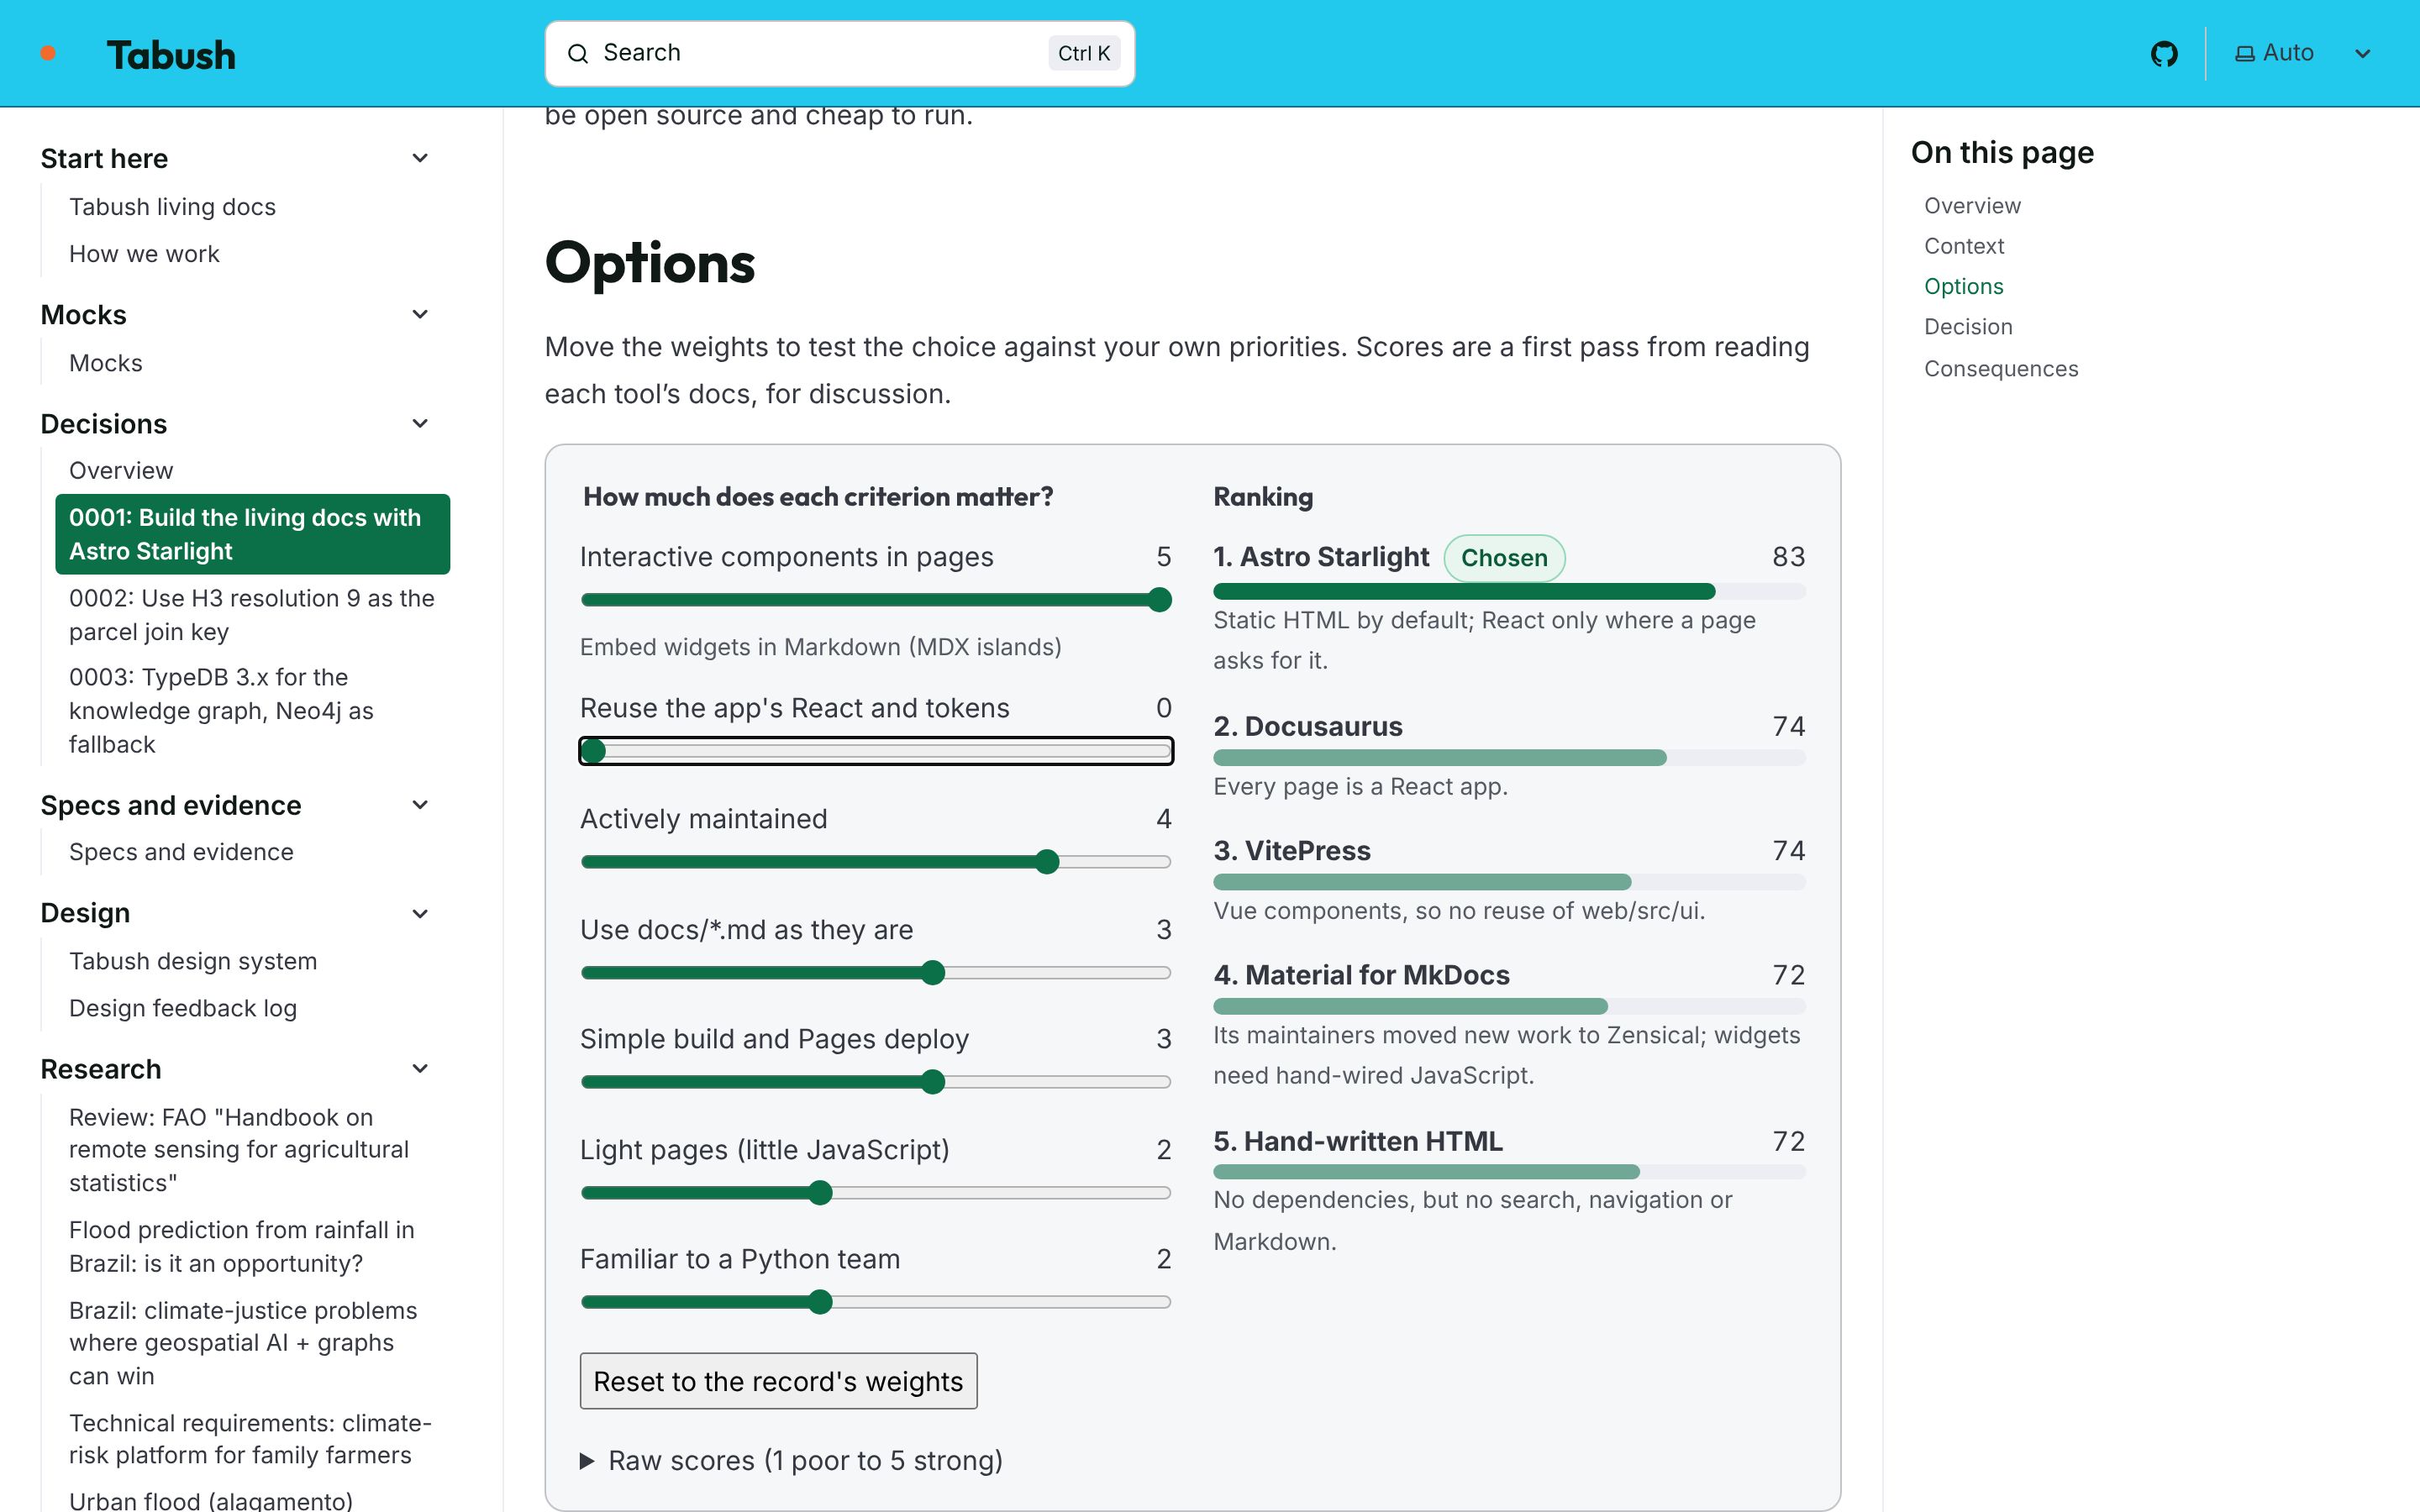 Tabush
Search
Ctrl K
Auto
Start here
Tabush living docs
How we work
Mocks
Mocks
Decisions
Overview
0001: Build the living docs with
Astro Starlight
0002: Use H3 resolution 9 as the
parcel join key
0003: TypeDB 3.x for the
knowledge graph, Neo4j as
fallback
Specs and evidence
Specs and evidence
Design
Tabush design system
Design feedback log
Research
Review: FAO "Handbook on
remote sensing for agricultural
statistics"
Flood prediction from rainfall in
Brazil: is it an opportunity?
Brazil: climate-justice problems
where geospatial AI + graphs
can win
Technical requirements: climate-
risk platform for family farmers
Urban flood (alagamento)
be open source and cheap to run.
Options
Move the weights to test the choice against your own priorities. Scores are a first pass from reading
each tool’s docs, for discussion.
How much does each criterion matter?
Interactive components in pages 5
Embed widgets in Markdown (MDX islands)
Reuse the app's React and tokens 0
Actively maintained 4
Use docs/*.md as they are 3
Simple build and Pages deploy 3
Light pages (little JavaScript) 2
Familiar to a Python team 2
Reset to the record's weights
Raw scores (1 poor to 5 strong)
Ranking
1. Astro Starlight Chosen 83
Static HTML by default; React only where a page
asks for it.
2. Docusaurus 74
Every page is a React app.
3. VitePress 74
Vue components, so no reuse of web/src/ui.
4. Material for MkDocs 72
Its maintainers moved new work to Zensical; widgets
need hand-wired JavaScript.
5. Hand-written HTML 72
No dependencies, but no search, navigation or
Markdown.
On this page
Overview
Context
Options
Decision
Consequences